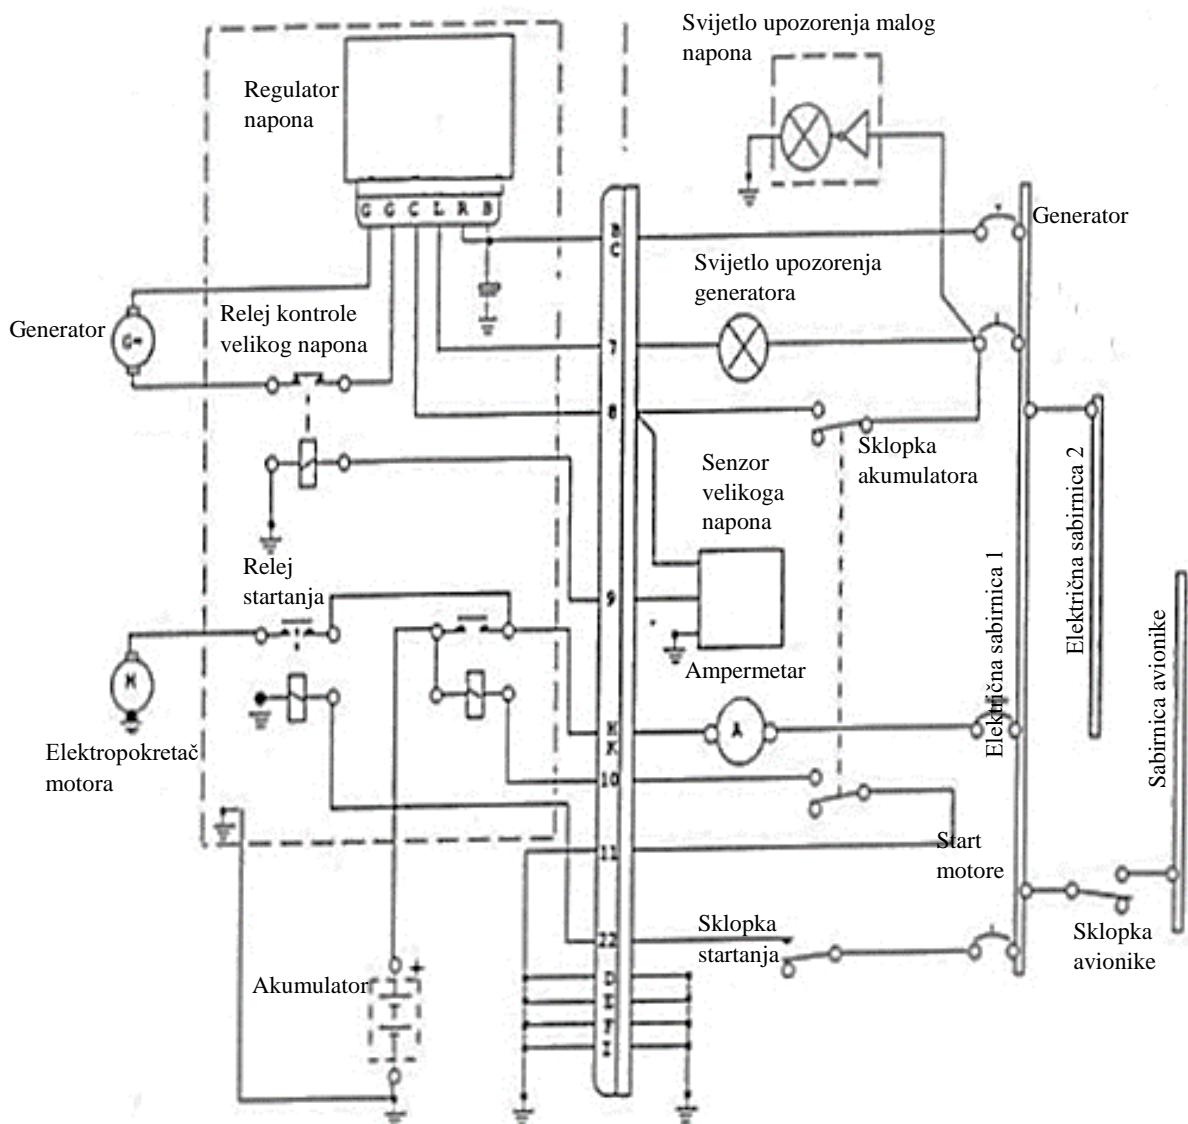 Svijetlo upozorenja malog
napona
Regulator
napona
G G C L R B
B
C
Generator
Svijetlo upozorenja
generatora
Generator
G
Relej kontrole
velikog napona
7
8
Sklopka
akumulatora
Senzor
velikoga
napona
Električna sabirnica 1
Električna sabirnica 2
Sabirnica avionike
Relej
startanja
9
Ampermetar
M
A
K
K
Elektropokretač
motora
10
11
Start
motore
Sklopka
startanja
22
Sklopka
avionike
Akumulator
+
D
E